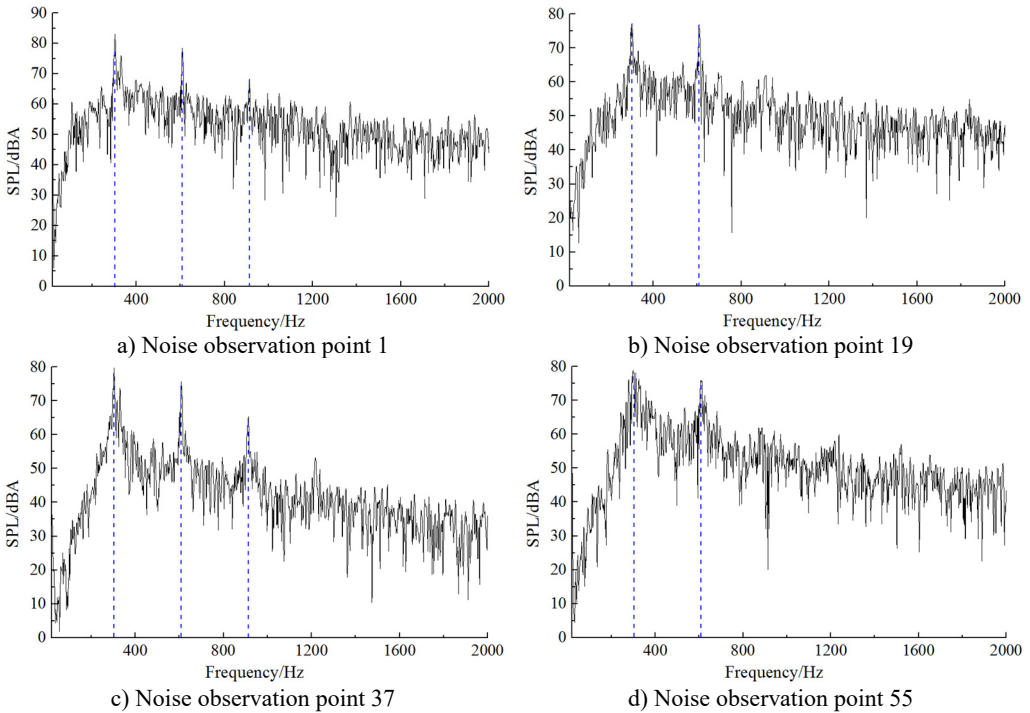 90
80
70
60
50
40
30
20
10
0
SPL/dBA
400 800 1200 1600 2000
Frequency/Hz
a) Noise observation point 1
80
70
60
50
40
30
20
10
0
SPL/dBA
400 800 1200 1600 2000
Frequency/Hz
b) Noise observation point 19
80
70
60
50
40
30
20
10
0
SPL/dBA
400 800 1200 1600 2000
Frequency/Hz
c) Noise observation point 37
80
70
60
50
40
30
20
10
0
SPL/dBA
400 800 1200 1600 2000
Frequency/Hz
d) Noise observation point 55